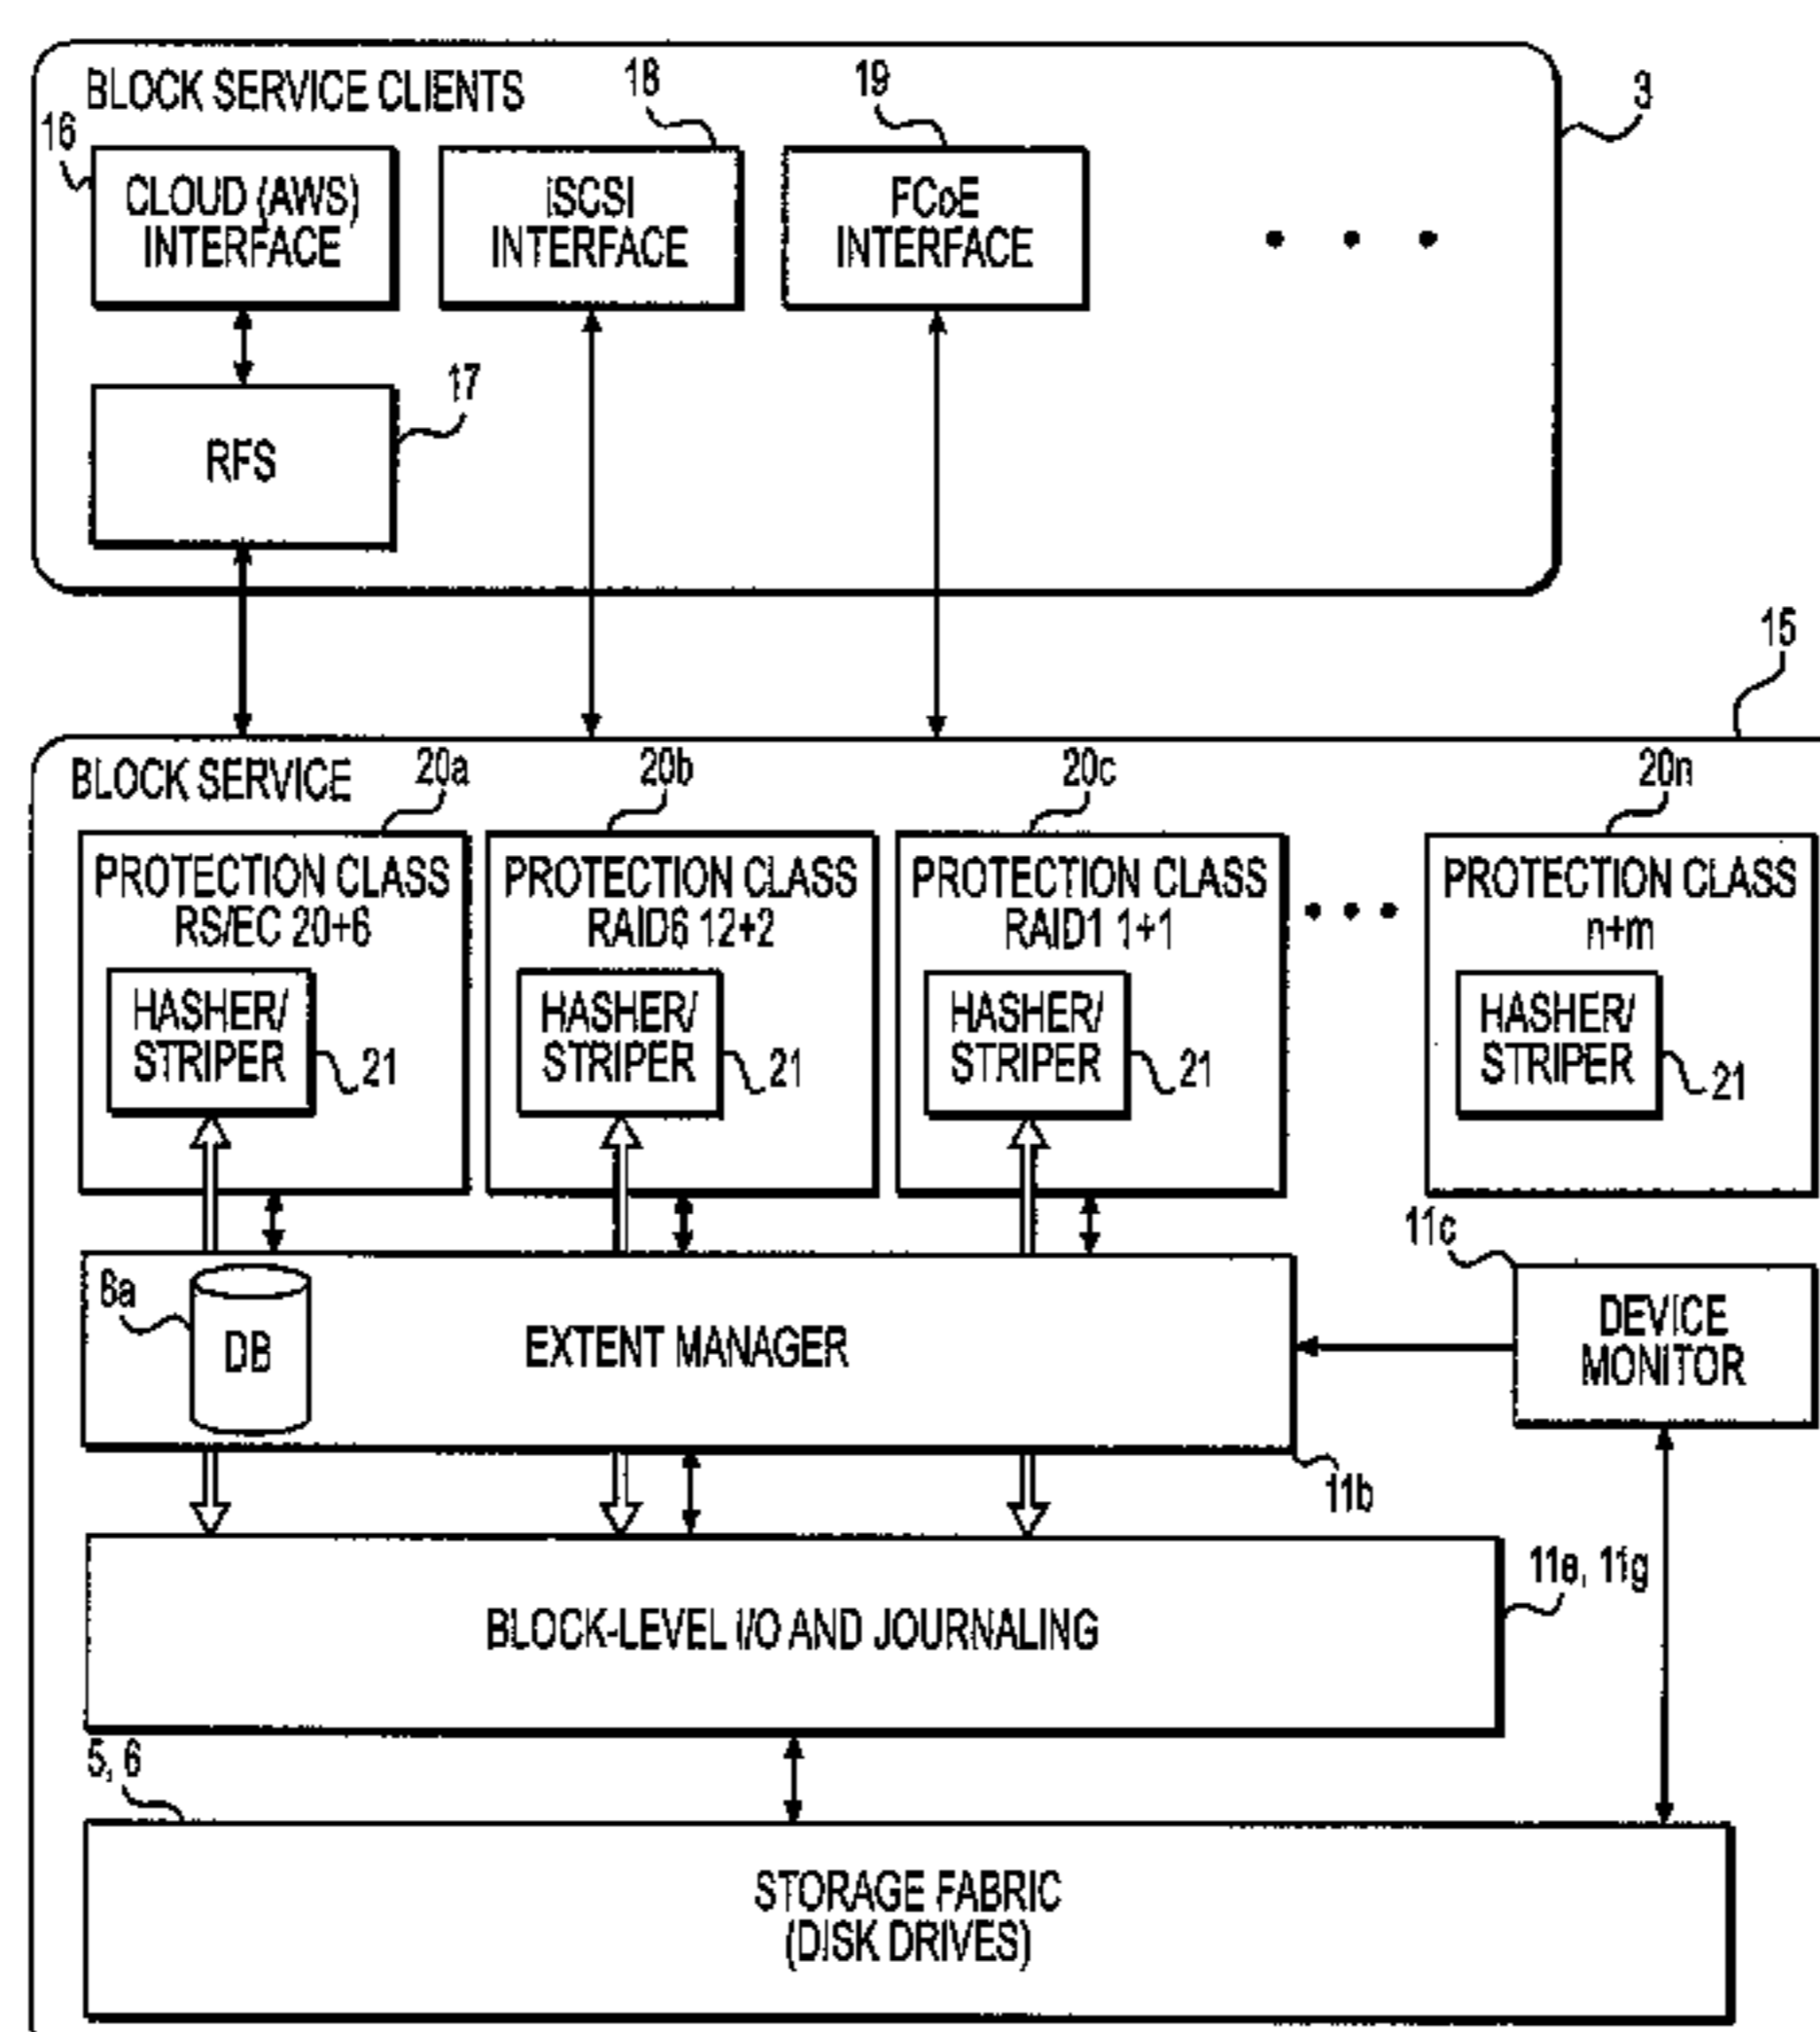 BLOCK SERVICE CLIENTS
18
19
3
16
CLOUD (AWS)
INTERFACE
iSCSI
INTERFACE
FCoE
INTERFACE
• • •
17
RFS
15
BLOCK SERVICE
20a
20b
20c
20n
PROTECTION CLASS
RS/EC 20+6
PROTECTION CLASS
RAID6 12+2
PROTECTION CLASS
RAID1 1+1
• • •
PROTECTION CLASS
n+m
HASHER/
STRIPER
21
HASHER/
STRIPER
21
HASHER/
STRIPER
21
HASHER/
STRIPER
21
11c
6a
DB
EXTENT MANAGER
DEVICE
MONITOR
11b
11e, 11g
BLOCK-LEVEL I/O AND JOURNALING
5, 6
STORAGE FABRIC
(DISK DRIVES)